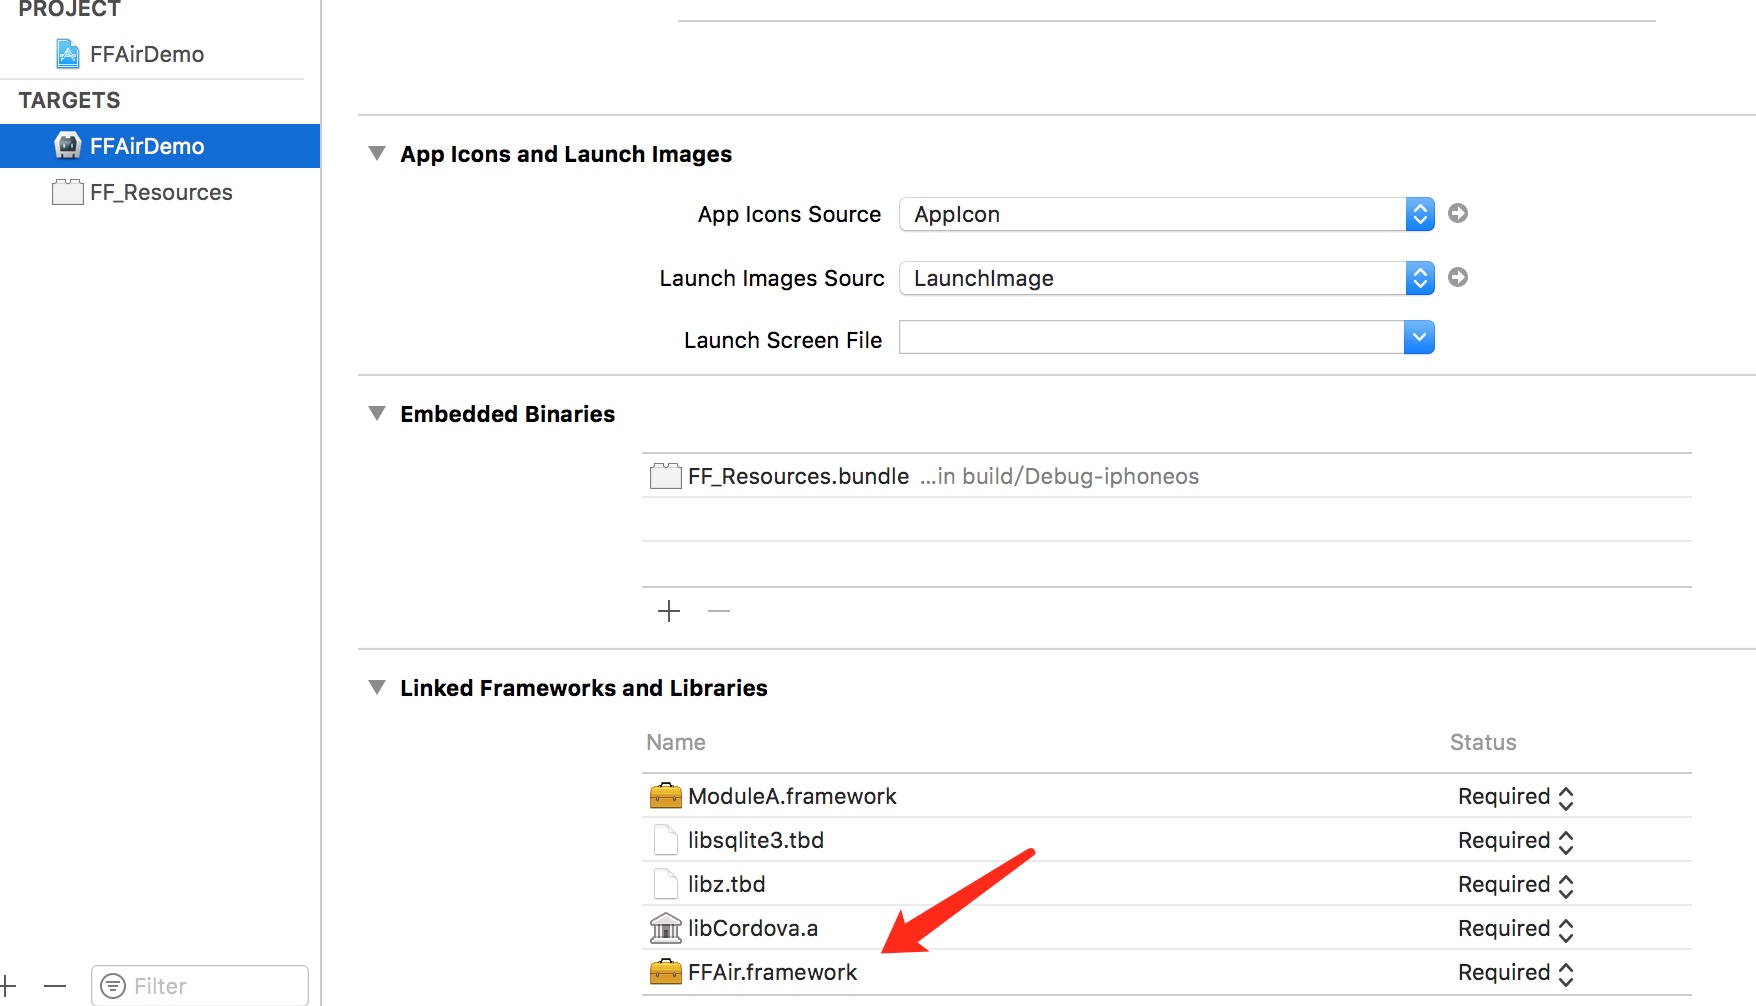 PROJECT
FFAirDemo
TARGETS
FFAirDemo
FF_Resources
Filter
App Icons and Launch Images
App Icons Source AppIcon
Launch Images Sourc LaunchImage
Launch Screen File
Embedded Binaries
FF_Resources.bundle ...in build/Debug-iphoneos
Linked Frameworks and Libraries
Name Status
ModuleA.framework Required
libsqlite3.tbd Required
libz.tbd Required
libCordova.a Required
FFAir.framework Required